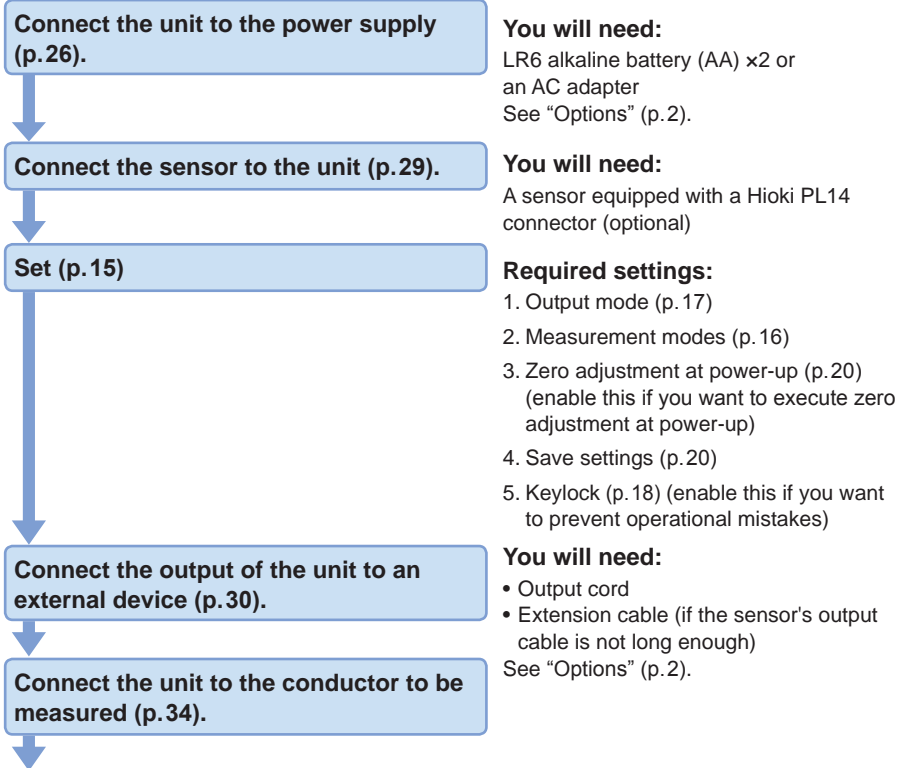 Connect the unit to the power supply
(p.26).
You will need:
LR6 alkaline battery (AA) ×2 or
an AC adapter
See “Options” (p.2).
Connect the sensor to the unit (p.29).
You will need:
A sensor equipped with a Hioki PL14
connector (optional)
Set (p.15)
Required settings:
1. Output mode (p.17)
2. Measurement modes (p.16)
3. Zero adjustment at power-up (p.20)
(enable this if you want to execute zero
adjustment at power-up)
4. Save settings (p.20)
5. Keylock (p.18) (enable this if you want
to prevent operational mistakes)
Connect the output of the unit to an
external device (p.30).
You will need:
• Output cord
• Extension cable (if the sensor's output
cable is not long enough)
See “Options” (p.2).
Connect the unit to the conductor to be
measured (p.34).